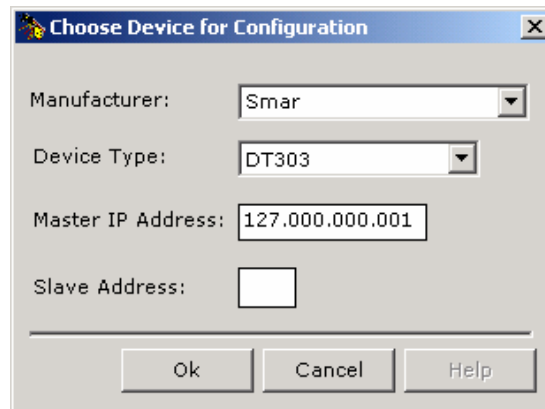 Choose Device for Configuration
Manufacturer: Smar
Device Type: DT303
Master IP Address: 127.000.000.001
Slave Address:
Ok Cancel Help